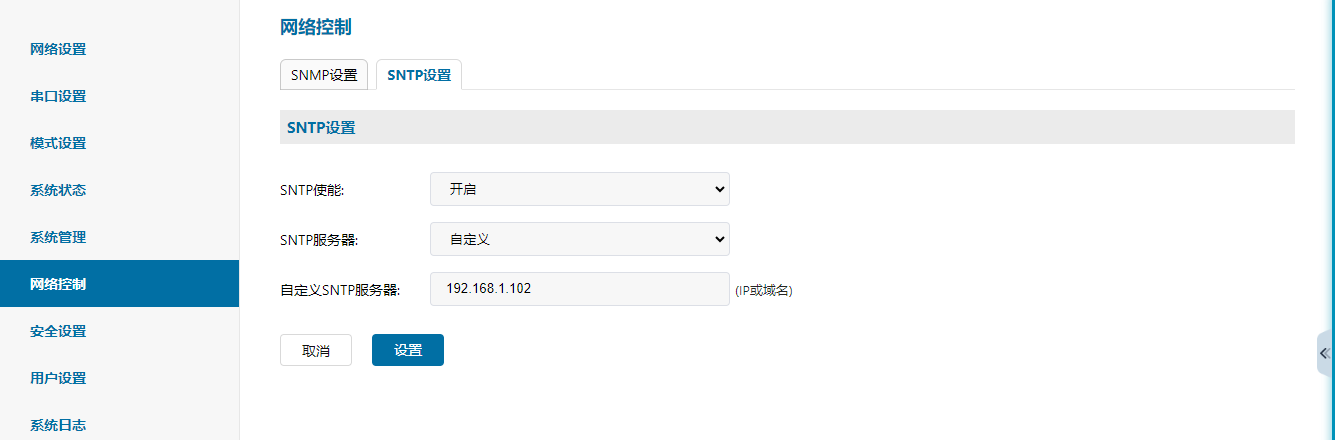 网络设置
串口设置
模式设置
系统状态
系统管理
网络控制
安全设置
用户设置
系统日志
网络控制
SNMP设置 SNTP设置
SNTP设置
SNTP使能: 开启
SNTP服务器: 自定义
自定义SNTP服务器: 192.168.1.102 (IP或域名)
取消 设置